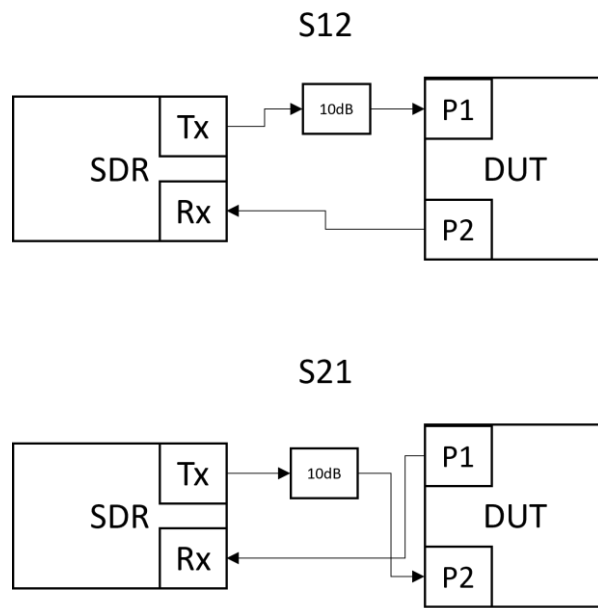 S12
Tx
10dB
P1
SDR
DUT
Rx
P2
S21
Tx
10dB
P1
SDR
DUT
Rx
P2